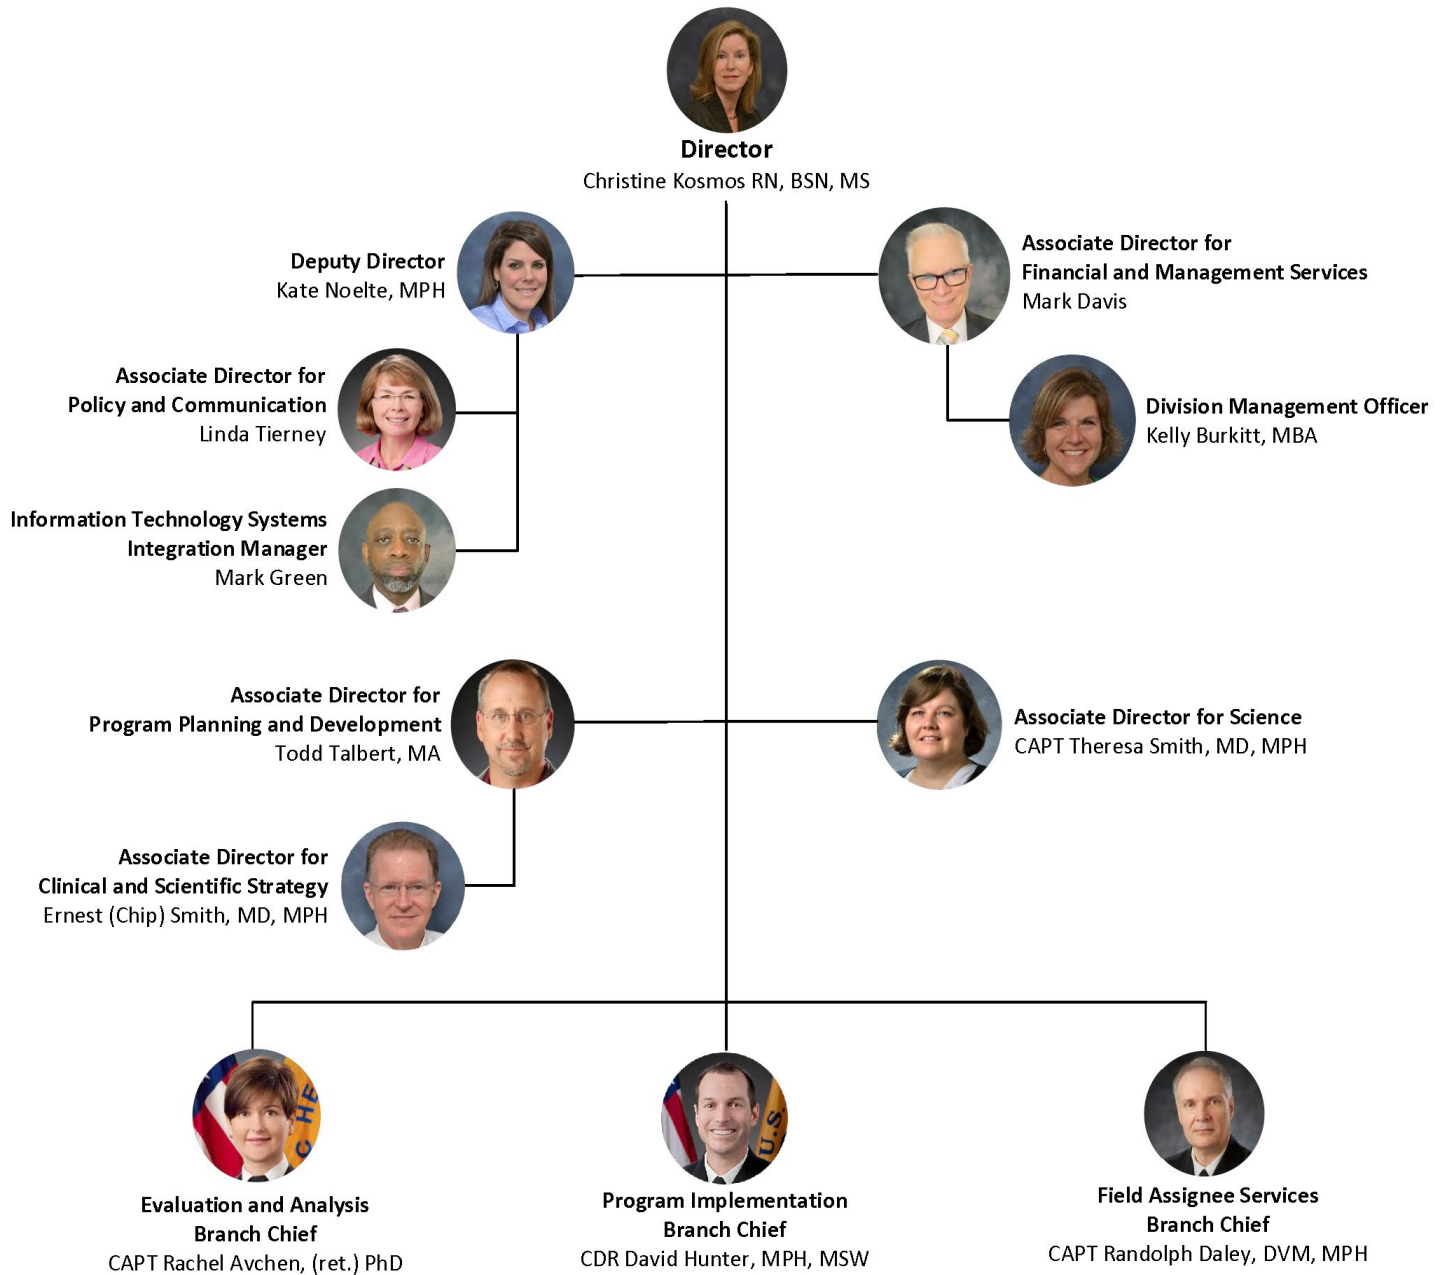 Director
Christine Kosmos RN, BSN, MS
Deputy Director
Kate Noelte, MPH
Associate Director for
Financial and Management Services
Mark Davis
Associate Director for
Policy and Communication
Linda Tierney
Division Management Officer
Kelly Burkitt, MBA
Information Technology Systems
Integration Manager
Mark Green
Associate Director for
Program Planning and Development
Todd Talbert, MA
Associate Director for Science
CAPT Theresa Smith, MD, MPH
Associate Director for
Clinical and Scientific Strategy
Ernest (Chip) Smith, MD, MPH
C HE
U.S.
Evaluation and Analysis
Branch Chief
CAPT Rachel Avchen, (ret.) PhD
Program Implementation
Branch Chief
CDR David Hunter, MPH, MSW
Field Assignee Services
Branch Chief
CAPT Randolph Daley, DVM, MPH